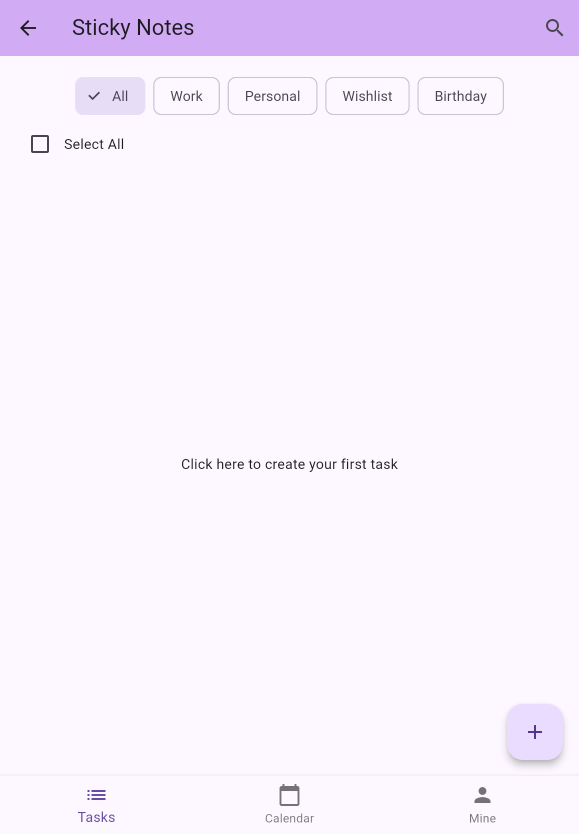 Sticky Notes
All
Work
Personal
Wishlist
Birthday
Select All
Click here to create your first task
Tasks
Calendar
Mine